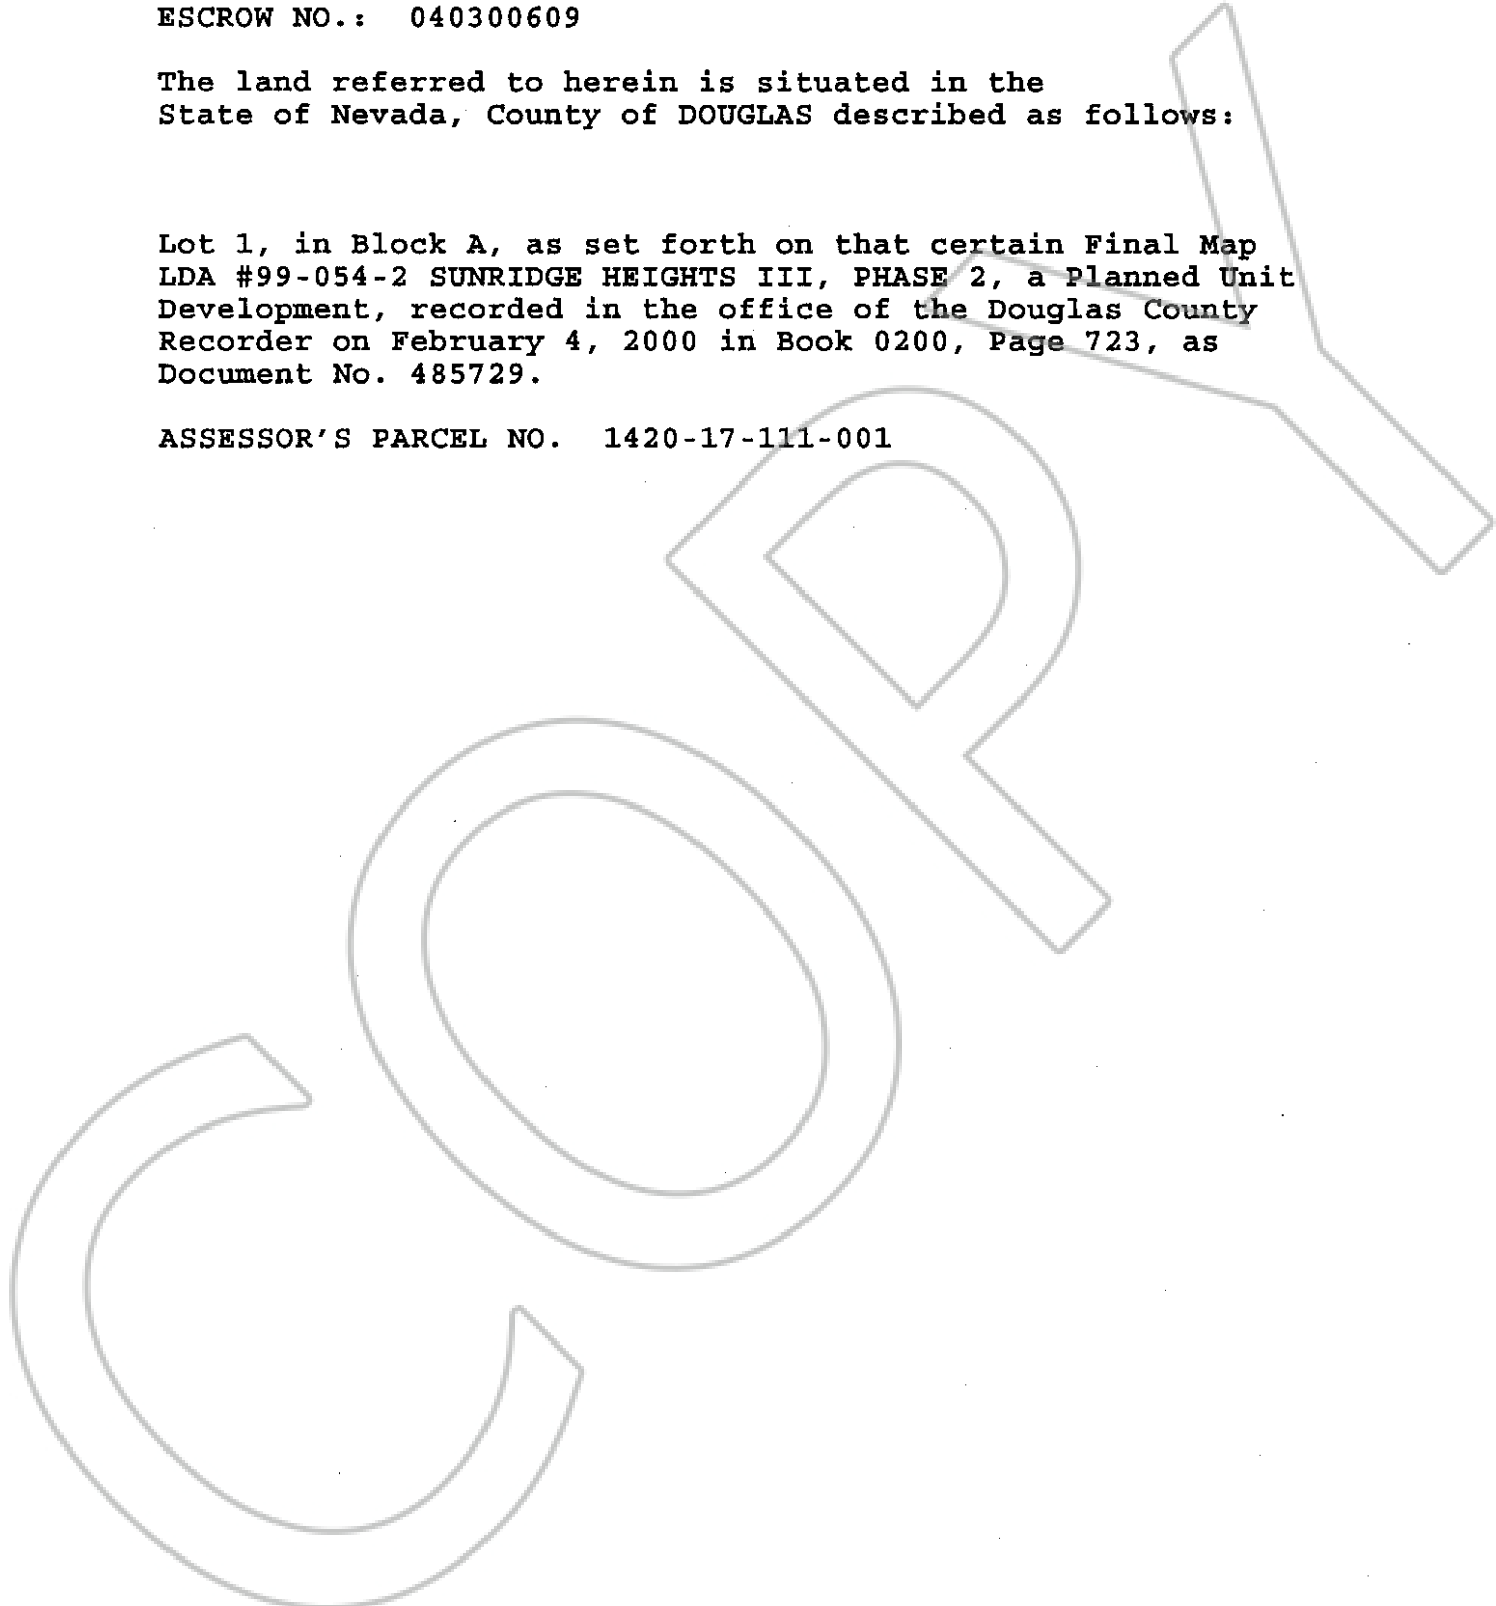 ESCROW NO.: 040300609
The land referred to herein is situated in the
State of Nevada, County of DOUGLAS described as follows:
Lot 1, in Block A, as set forth on that certain Final Map
LDA #99-054-2 SUNRIDGE HEIGHTS III, PHASE 2, a Planned Unit
Development, recorded in the office of the Douglas County
Recorder on February 4, 2000 in Book 0200, Page 723, as
Document No. 485729.
ASSESSOR'S PARCEL NO. 1420-17-111-001
COPY